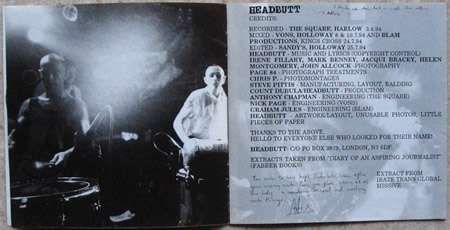 HEADBUTT
CREDITS:
RECORDED - THE SQUARE, HARLOW 3.4.94
MIXED - VONS, HOLLOWAY 8 & 10.7.94 AND BLAM
PRODUCTIONS, KINGS CROSS 24.7.94
EDITED - SANDY'S, HOLLOWAY 25.7.94
HEADBUTT - MUSIC AND LYRICS (COPYRIGHT CONTROL)
IRENE FILLARY, MARK BENNEY, JACQUI BRACEY, HELEN
MONTGOMERY, JOHN ALLCOCK - PHOTOGRAPHY
PAGE 84 - PHOTOGRAPH TREATMENTS
CHRIS P. - PHOTOMONTAGES
STEVE PITTIS - MANUFACTURING, LAYOUT, BALDING
COUNT DUBULA/HEADBUTT - PRODUCTION
ANTHONY CHAPMAN - ENGINEERING (THE SQUARE)
NICK PAGE - ENGINEERING (VONS)
GRAHAM JULES - ENGINEERING (BLAM)
HEADBUTT - ARTWORK/LAYOUT, UNUSABLE PHOTOS, LITTLE
PIECES OF PAPER
THANKS TO THE ABOVE.
HELLO TO EVERYONE ELSE WHO LOOKED FOR THEIR NAME!
HEADBUTT: C/O PO BOX 2829, LONDON, N7 8DF.
EXTRACTS TAKEN FROM "DIARY OF AN ASPIRING JOURNALIST"
(FABBER BOOKS)
EXTRACT FROM
IRATE TRANS-GLOBAL
MISSIVE